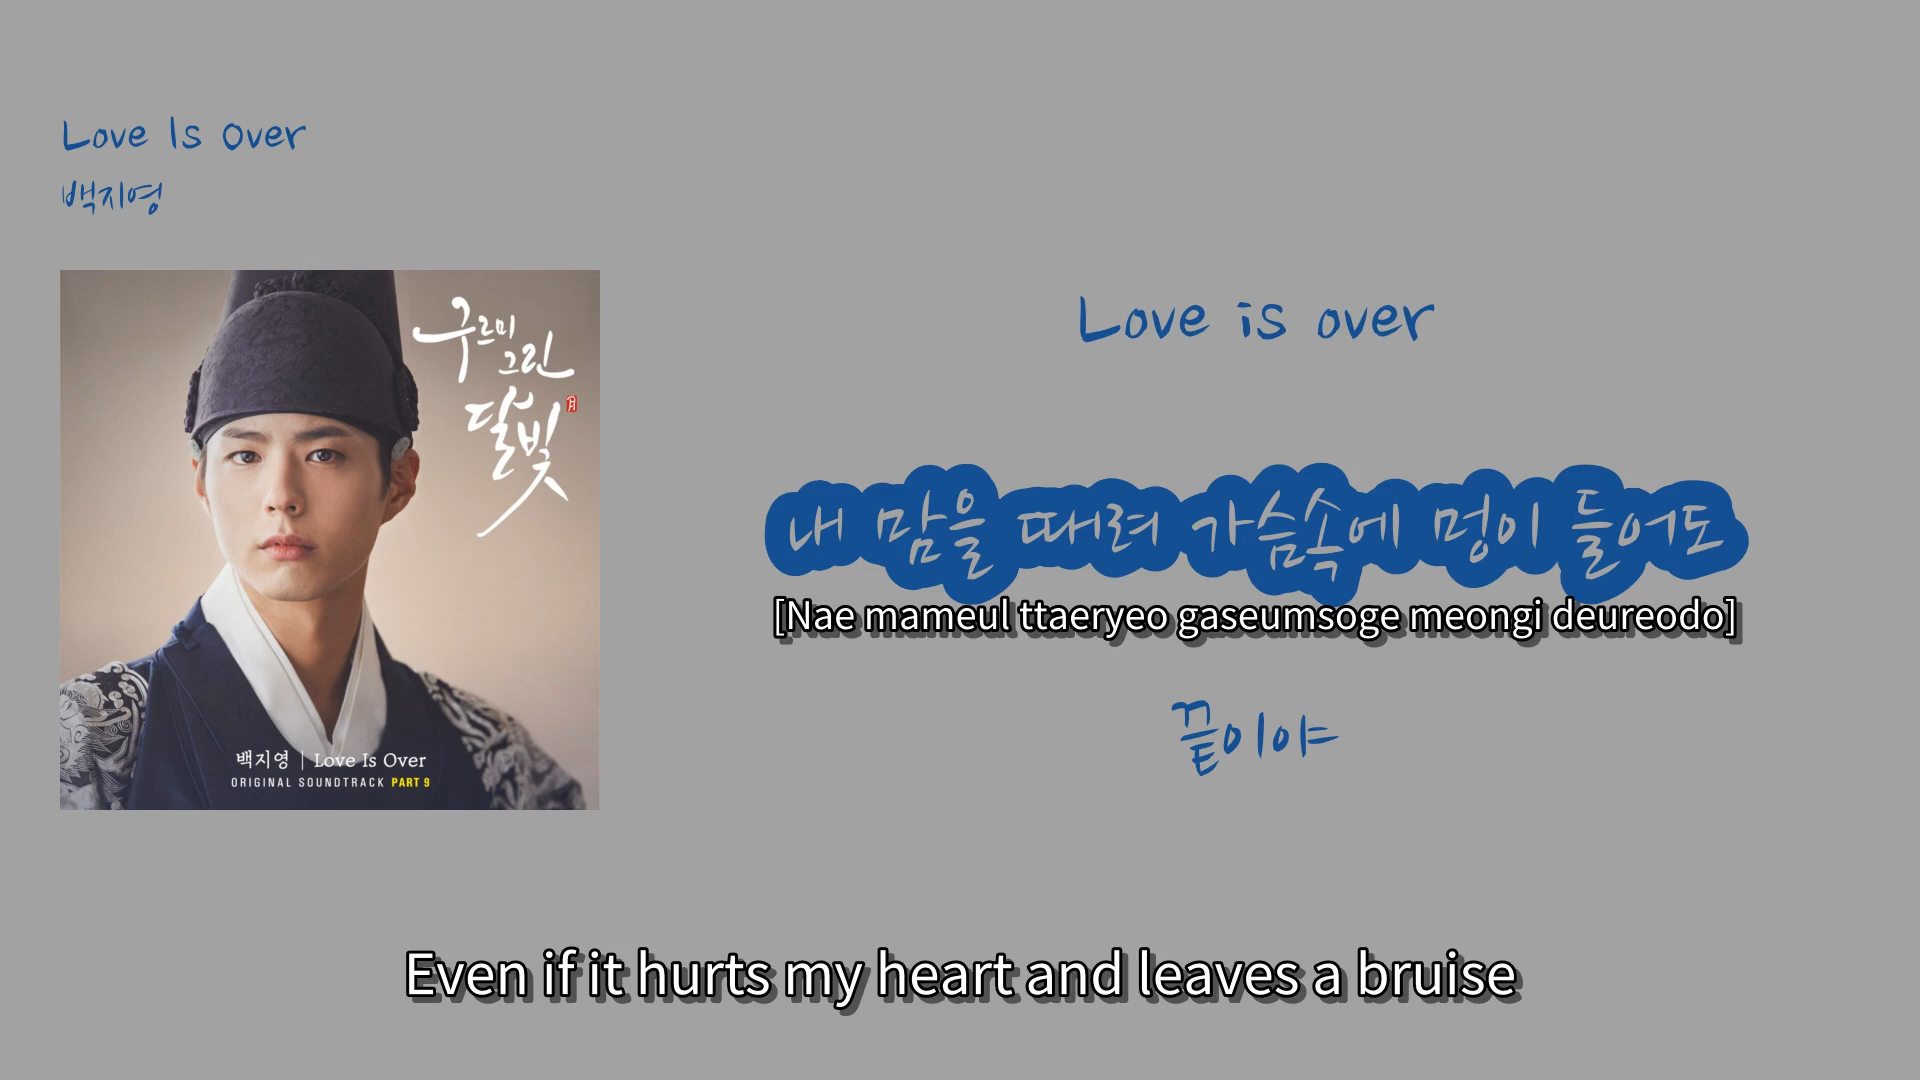 Love Is Over
백지영
구르미
그린
달빛
月
백지영 | Love Is Over
ORIGINAL SOUNDTRACK PART 9
Love is over
내 맘을 때려 가슴속에 멍이 들어도
[Nae mameul ttaeryeo gaseumsoge meongi deureodo]
끝이야
Even if it hurts my heart and leaves a bruise